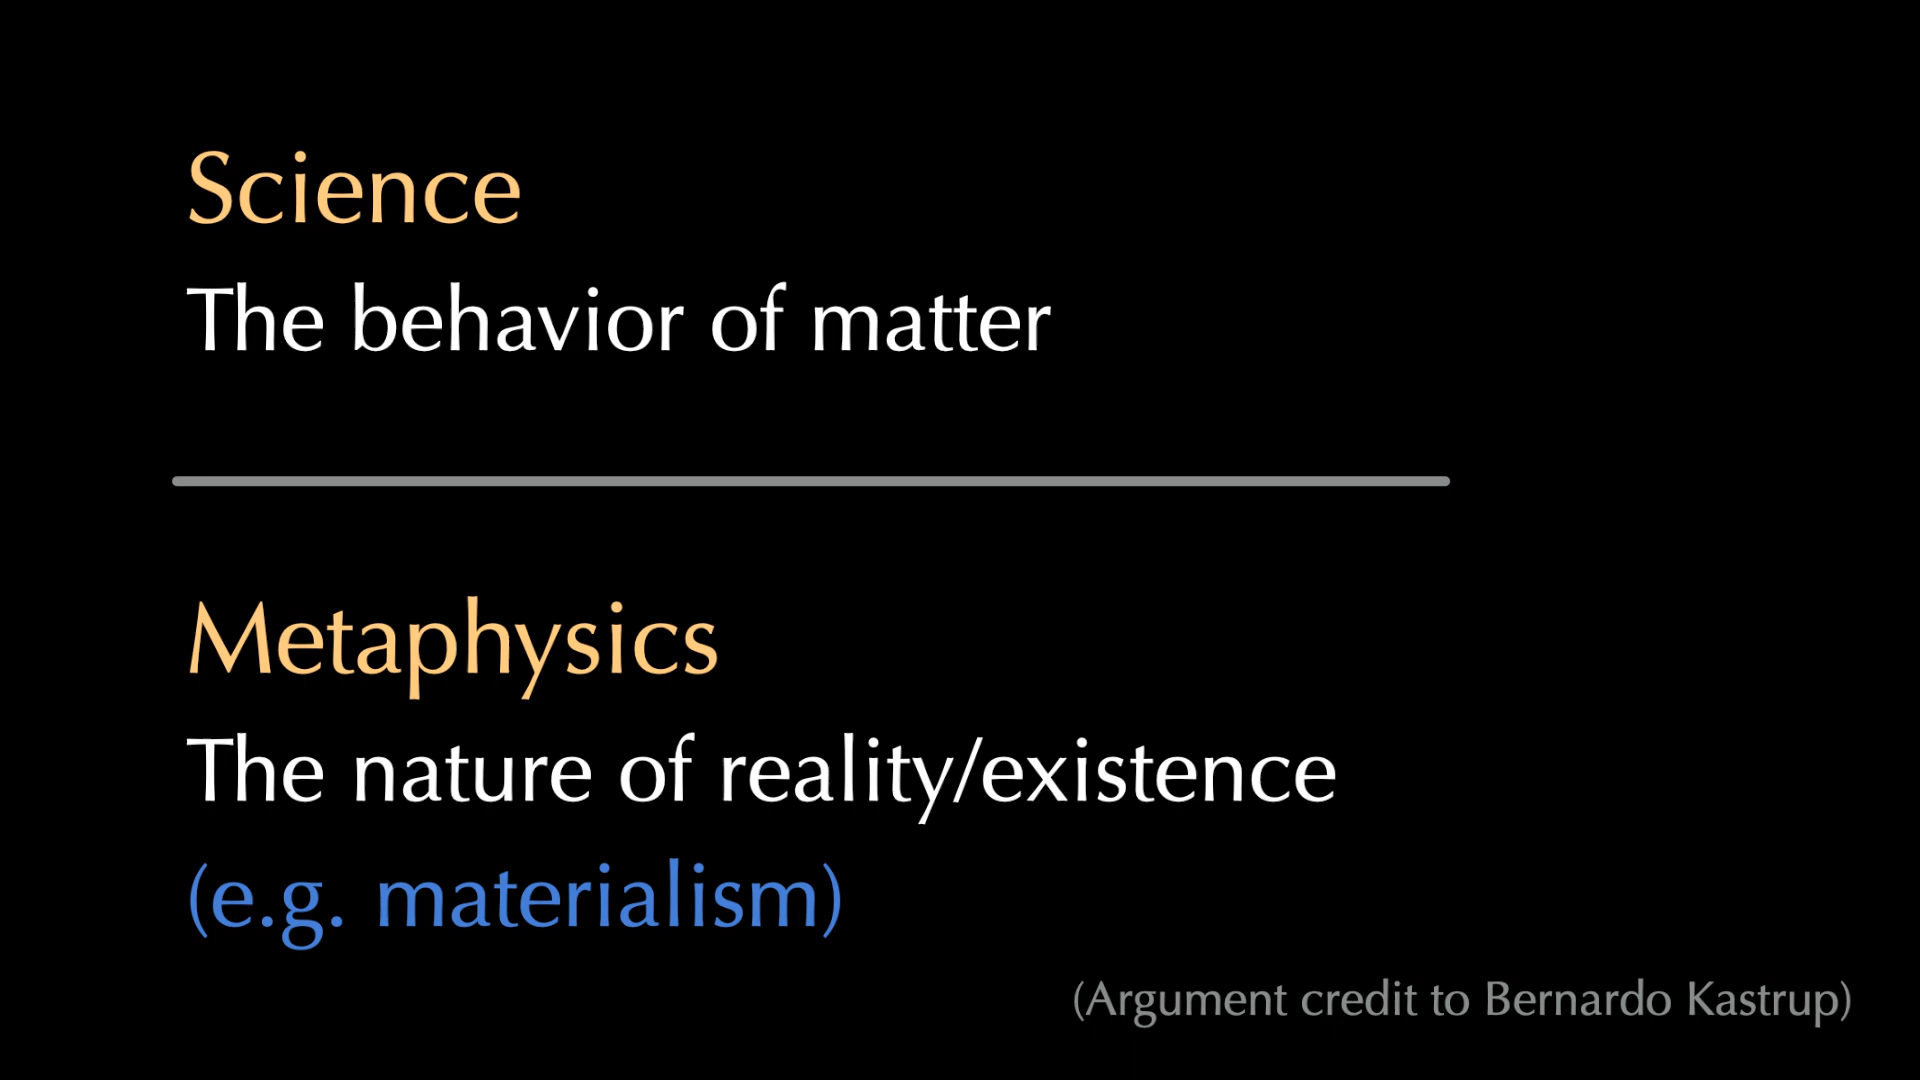 Science
The behavior of matter
Metaphysics
The nature of reality/existence
(e.g. materialism)
(Argument credit to Bernardo Kastrup)